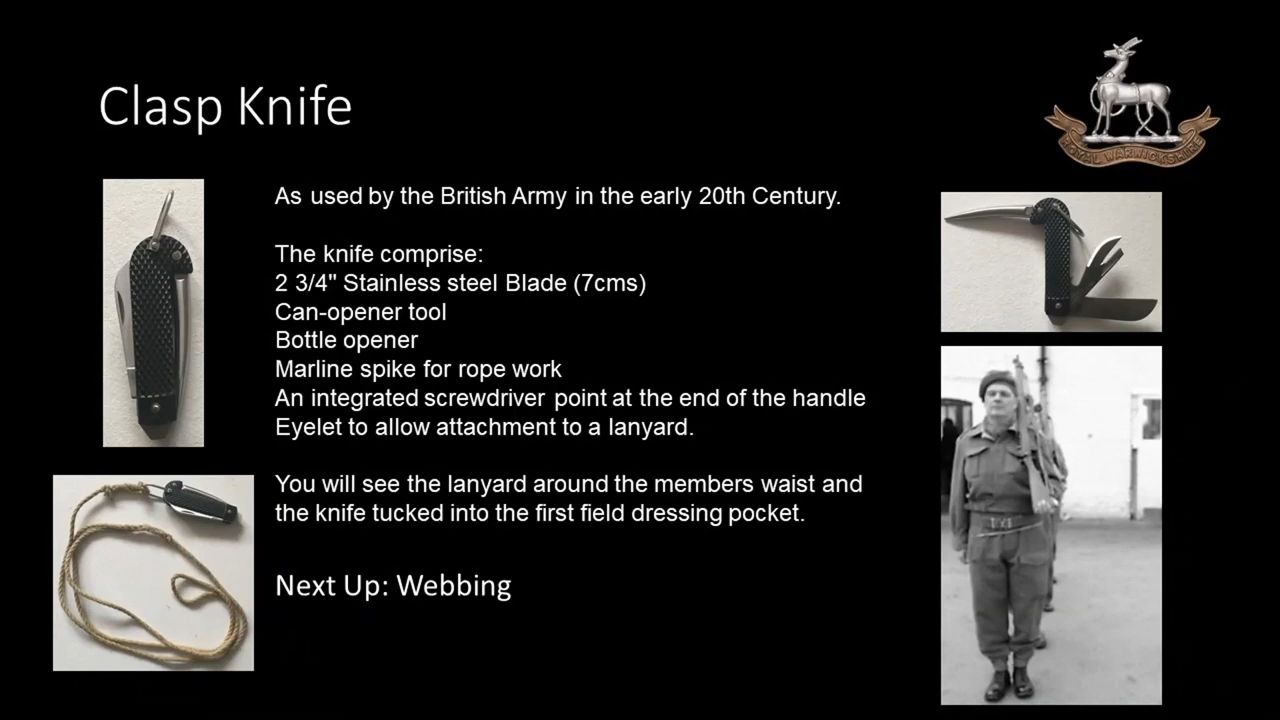 Clasp Knife
ROYAL WARWICKSHIRE
As used by the British Army in the early 20th Century.
The knife comprise:
2 3/4" Stainless steel Blade (7cms)
Can-opener tool
Bottle opener
Marline spike for rope work
An integrated screwdriver point at the end of the handle
Eyelet to allow attachment to a lanyard.
You will see the lanyard around the members waist and
the knife tucked into the first field dressing pocket.
Next Up: Webbing